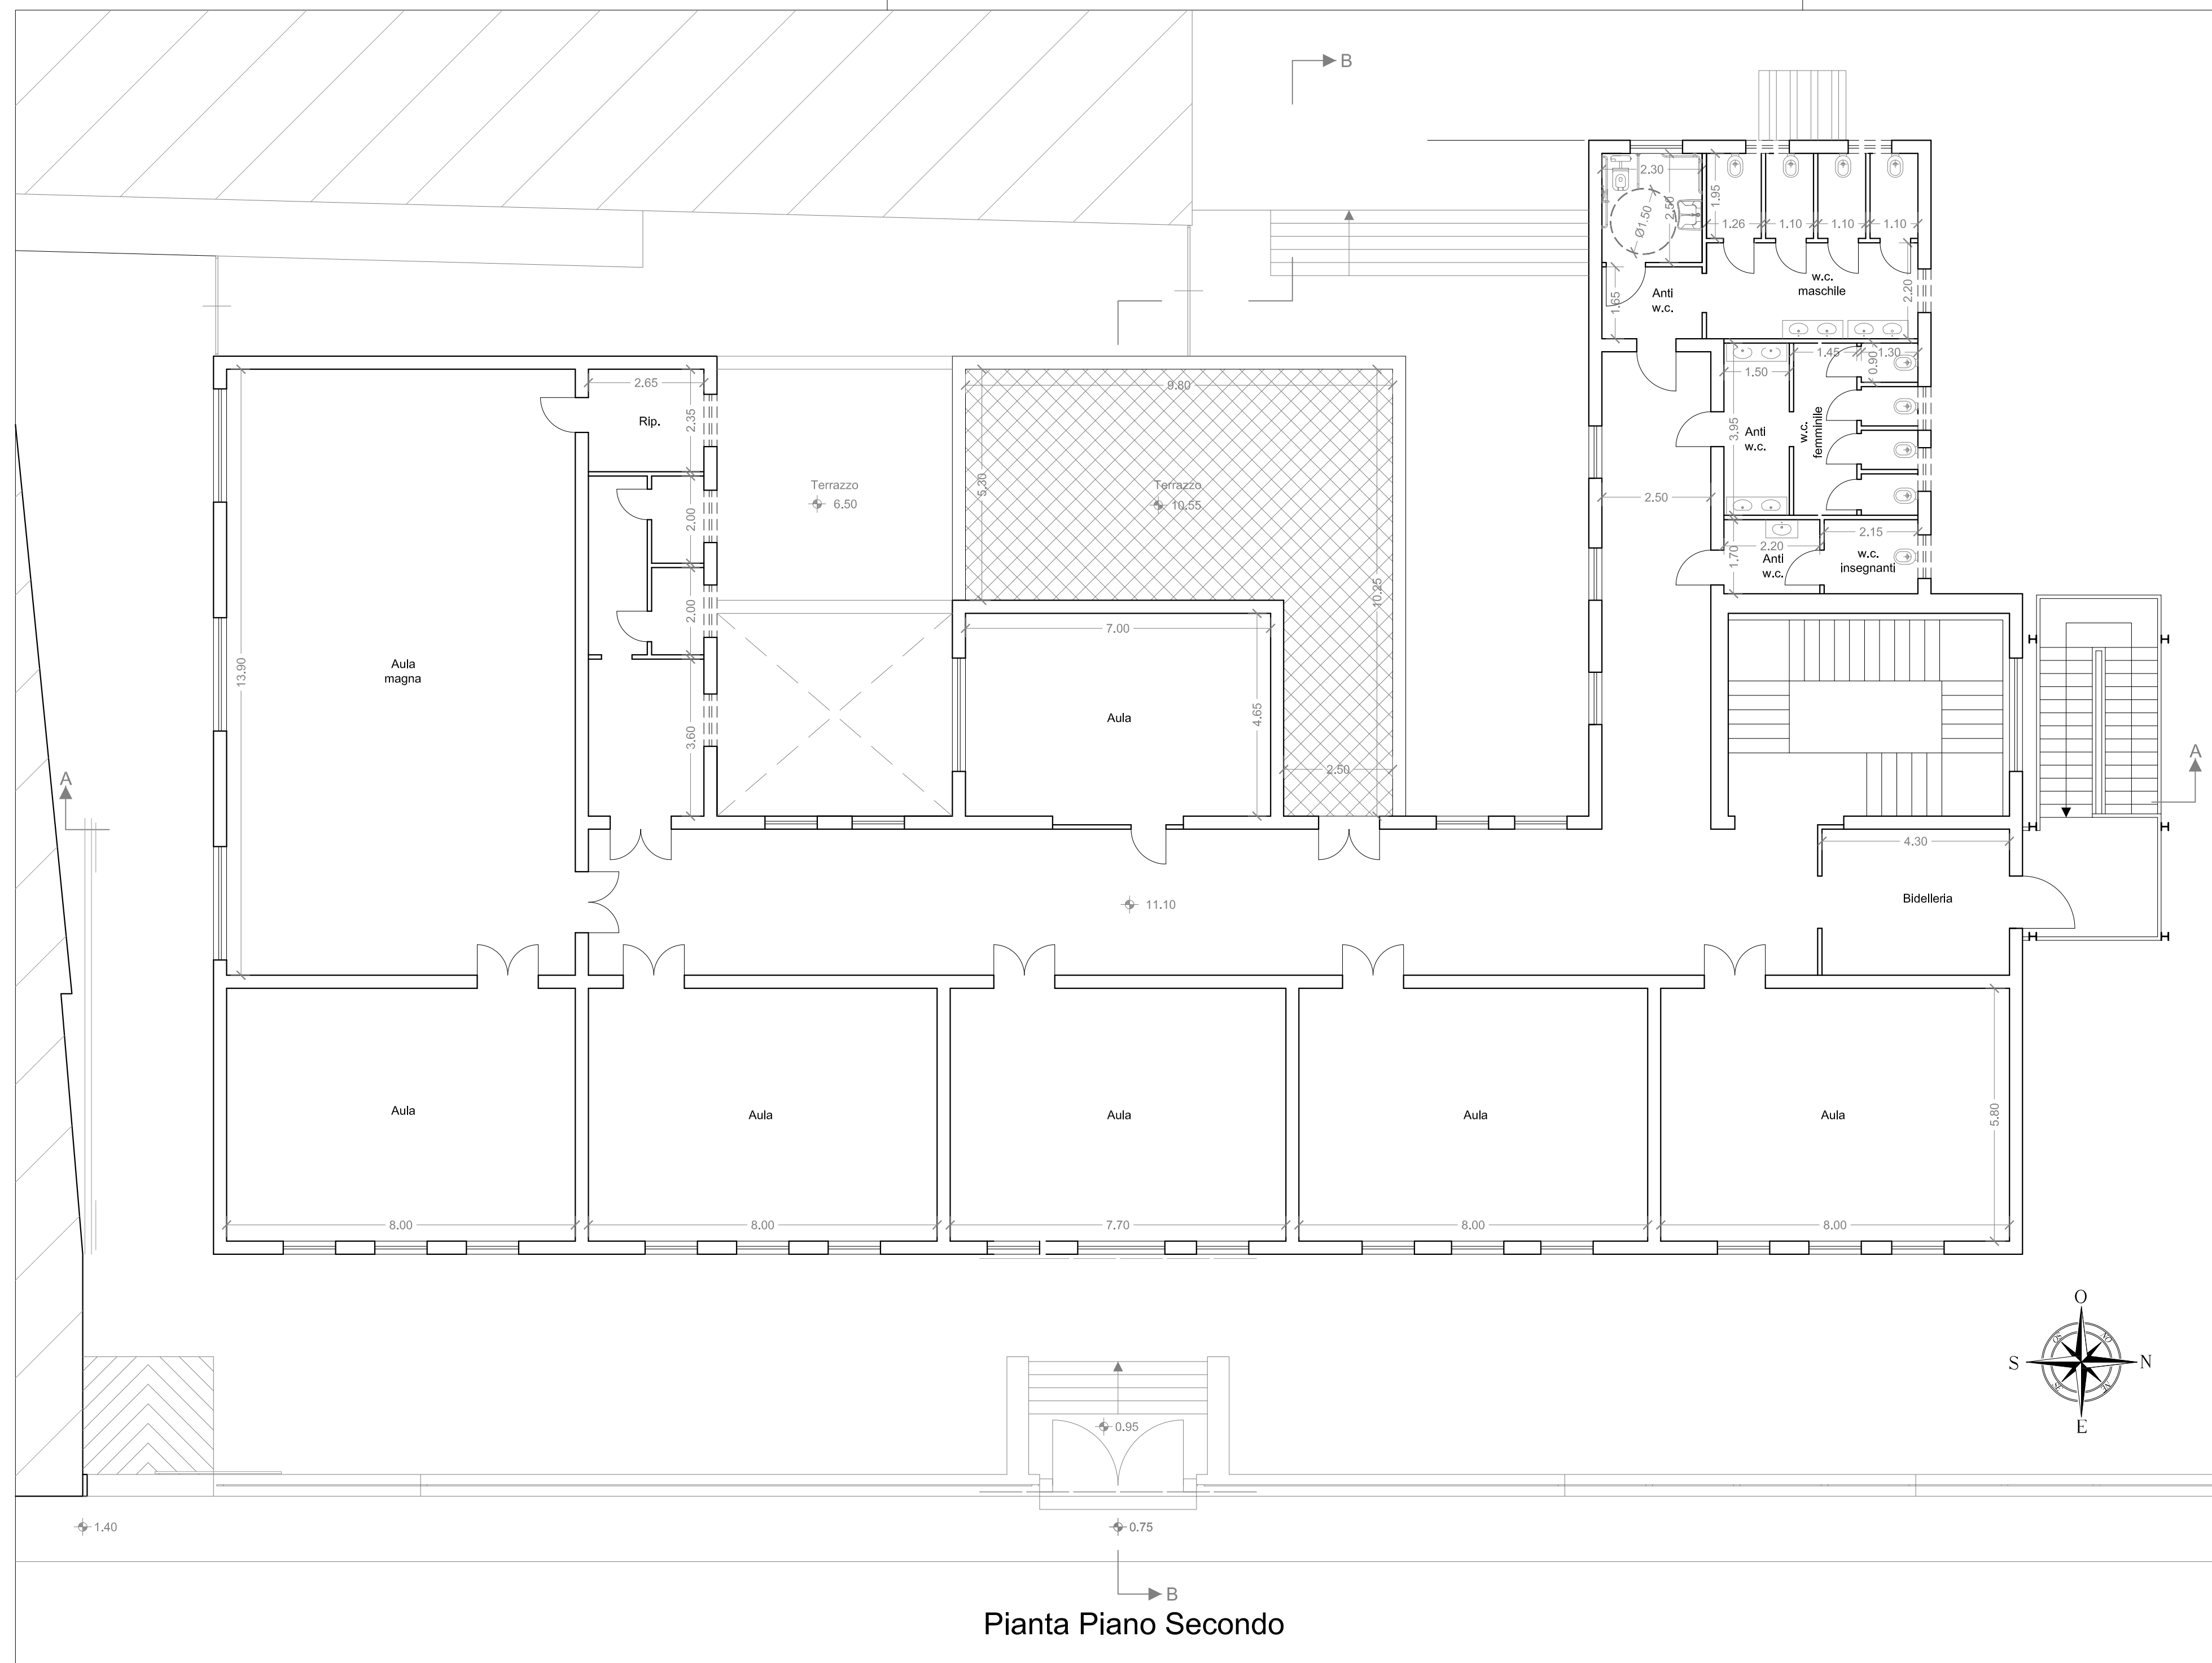 B
2.30
1.95
2.50
Ø1.50
1.26
1.10
1.10
1.10
w.c.
maschile
2.20
Anti
w.c.
1.65
1.45
1.30
0.90
1.50
3.95
Anti
w.c.
w.c.
femminile
2.50
2.20
1.70
Anti
w.c.
2.15
w.c.
insegnanti
2.65
Rip.
2.35
2.00
2.00
3.60
Terrazzo
6.50
9.80
5.30
Terrazzo
10.55
10.25
7.00
4.65
Aula
2.50
13.90
Aula
magna
A
A
4.30
Bidelleria
11.10
Aula
Aula
Aula
Aula
Aula
5.80
8.00
8.00
7.70
8.00
8.00
O
S
N
E
0.95
1.40
0.75
B
Pianta Piano Secondo